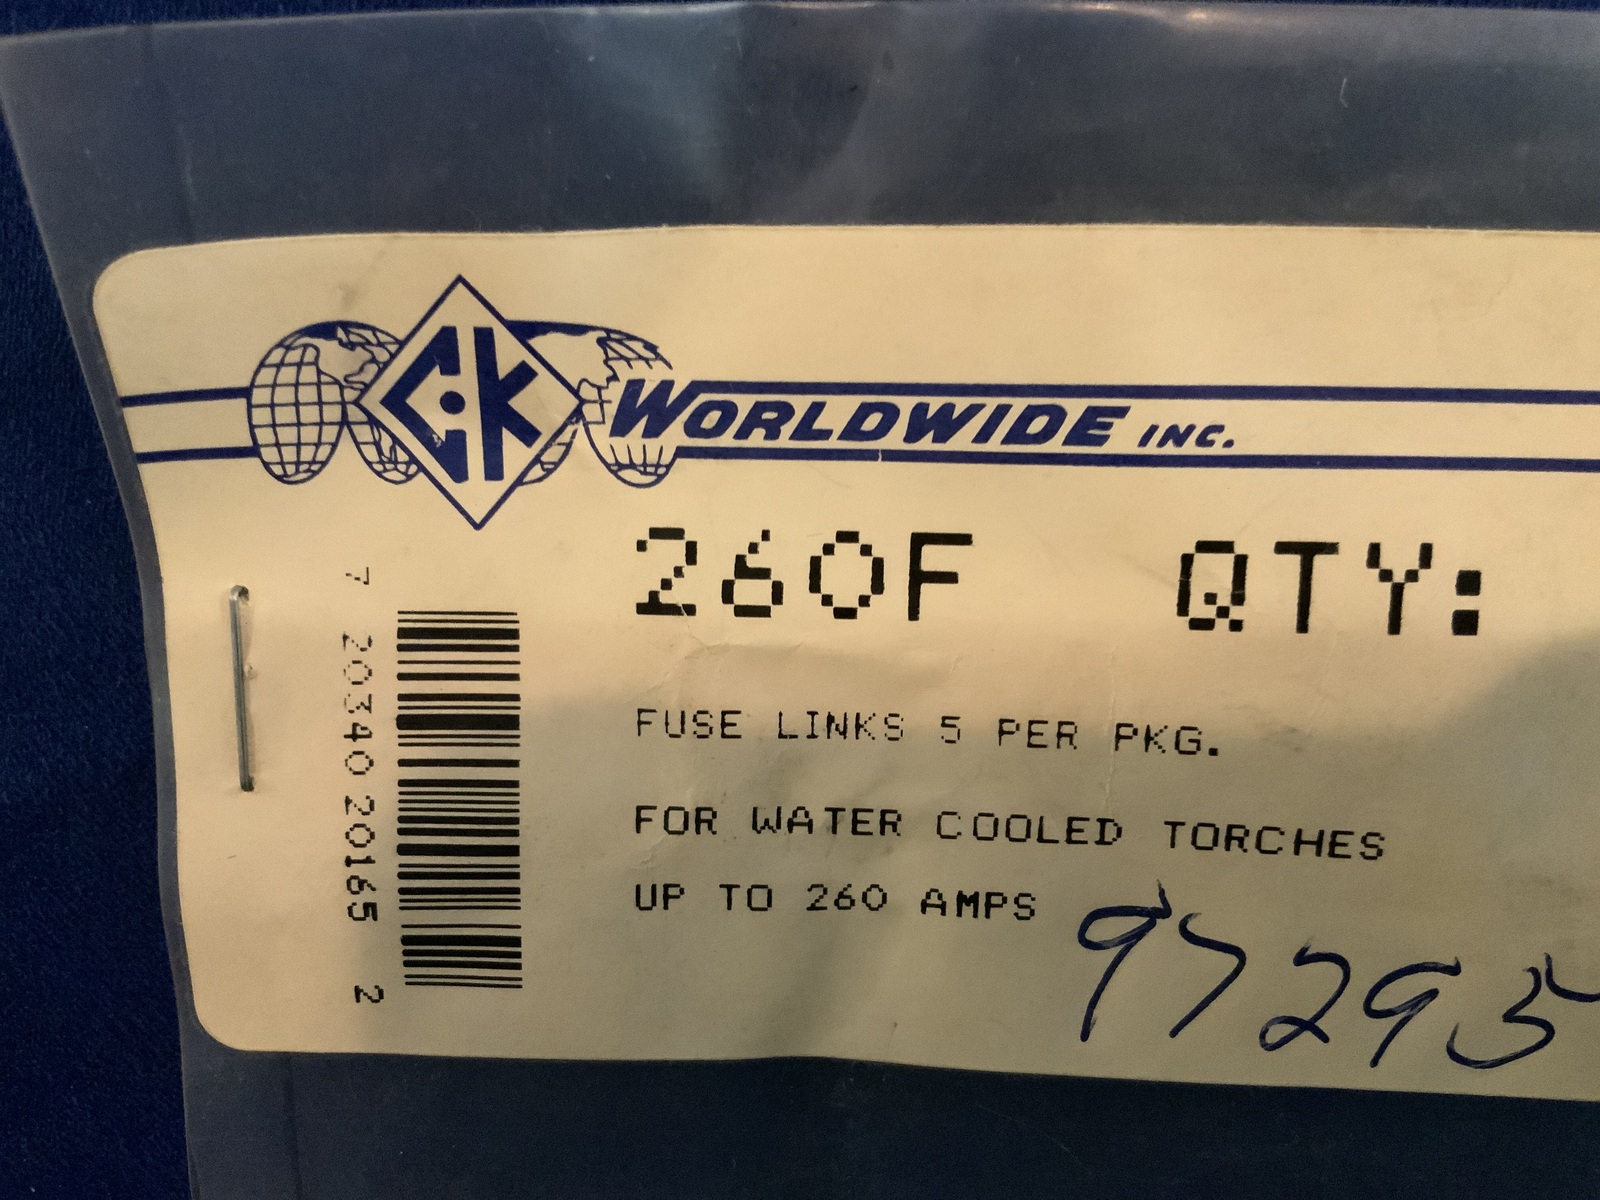 CK WORLDWIDE INC.
260F QTY:
FUSE LINKS 5 PER PKG.
FOR WATER COOLED TORCHES
UP TO 260 AMPS
97295
7 20340 20165 2